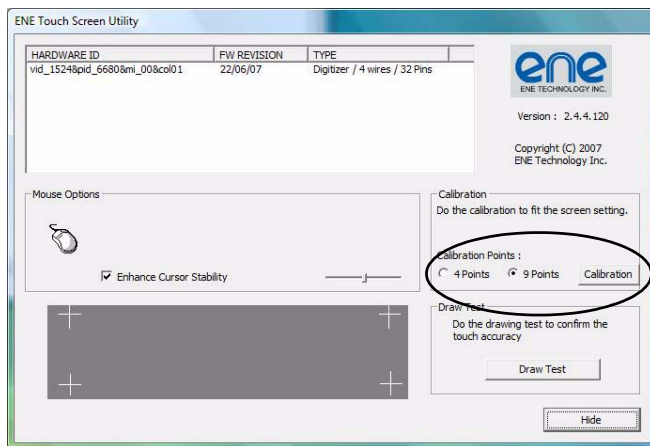 ENE Touch Screen Utility
HARDWARE ID FW REVISION TYPE
vid_1524&pid_6680&mi_00&col01 22/06/07 Digitizer / 4 wires / 32 Pins
ene
ENE TECHNOLOGY INC.
Version : 2.4.4.120
Copyright (C) 2007
ENE Technology Inc.
Mouse Options
Enhance Cursor Stability
Calibration
Do the calibration to fit the screen setting.
Calibration Points :
4 Points 9 Points Calibration
Draw Test
Do the drawing test to confirm the
touch accuracy
Draw Test
Hide